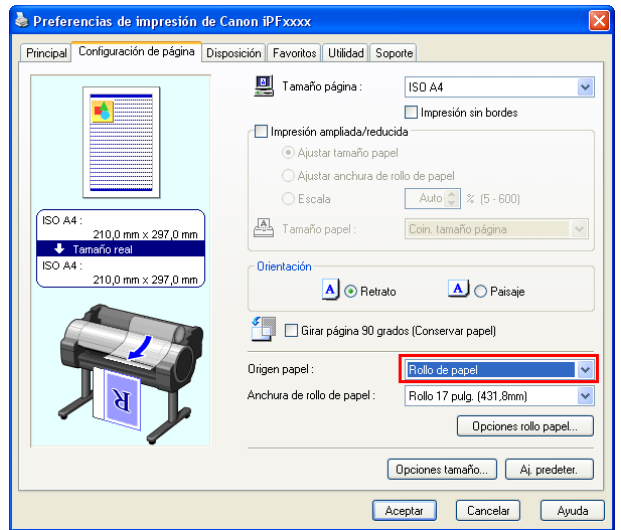 Preferencias de impresión de Canon iPFxxxx
Principal Configuración de página Disposición Favoritos Utilidad Soporte
Tamaño página : ISO A4
Impresión sin bordes
Impresión ampliada/reducida
Ajustar tamaño papel
Ajustar anchura de rollo de papel
Escala Auto % (5 - 600)
Tamaño papel : Coin. tamaño página
ISO A4 :
210,0 mm x 297,0 mm
Tamaño real
ISO A4 :
210,0 mm x 297,0 mm
Orientación
A Retrato A Paisaje
Girar página 90 grados (Conservar papel)
Origen papel : Rollo de papel
Anchura de rollo de papel : Rollo 17 pulg. (431,8mm)
Opciones rollo papel...
R
Opciones tamaño... Aj. predeter.
Aceptar Cancelar Ayuda